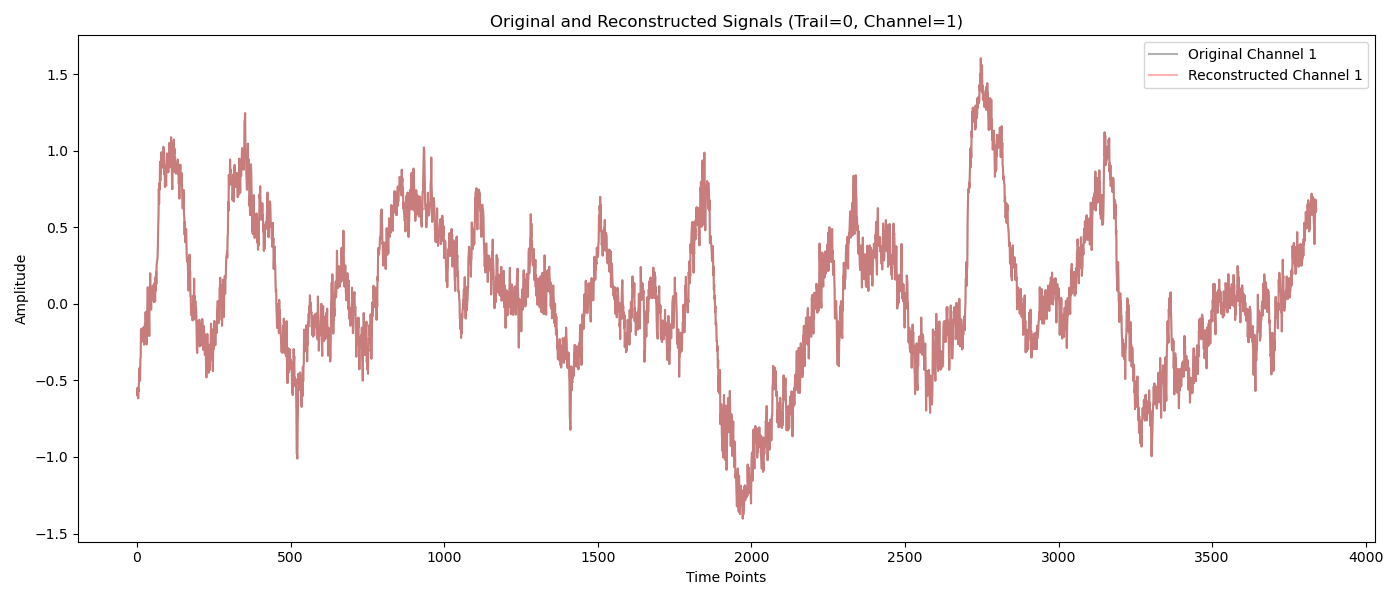 Original and Reconstructed Signals (Trail=0, Channel=1)
Original Channel 1
Reconstructed Channel 1
Amplitude
1.5
1.0
0.5
0.0
−0.5
−1.0
−1.5
0 500 1000 1500 2000 2500 3000 3500 4000
Time Points